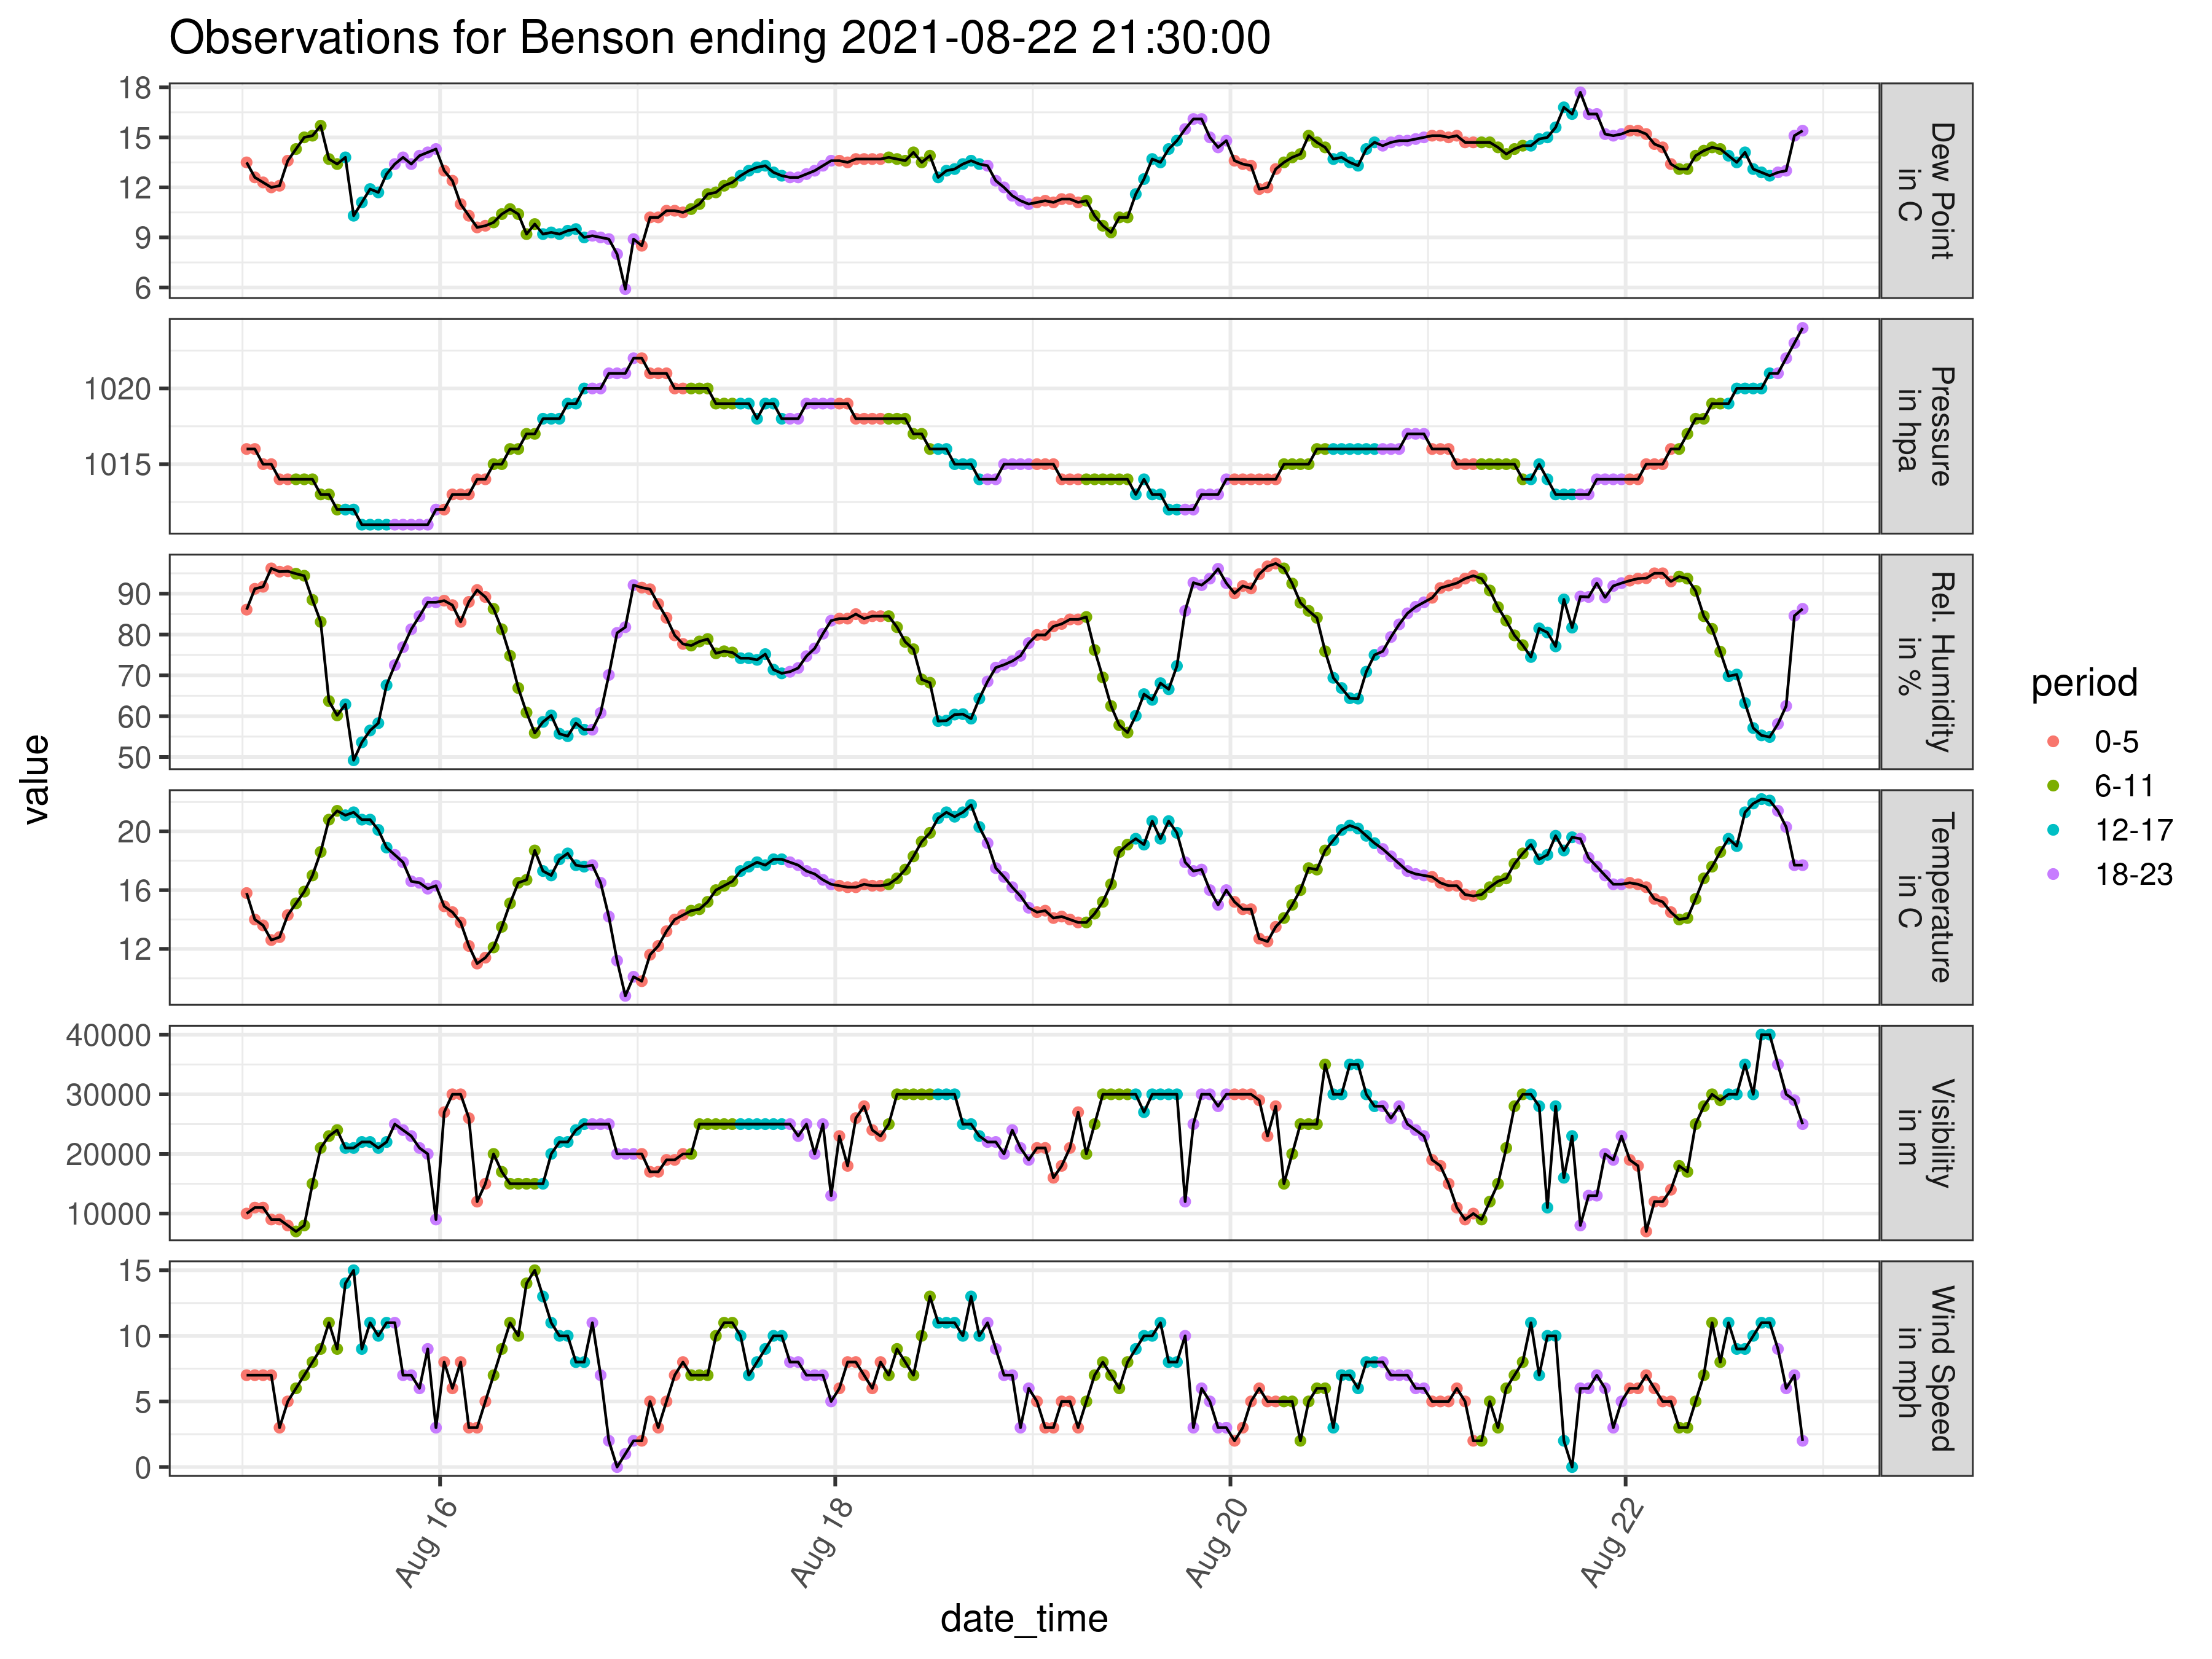 Observations for Benson ending 2021-08-22 21:30:00
value
18
15
12
9
6
Dew Point
in C
1020
1015
Pressure
in hpa
90
80
70
60
50
Rel. Humidity
in %
20
16
12
Temperature
in C
40000
30000
20000
10000
Visibility
in m
15
10
5
0
Wind Speed
in mph
Aug 16
Aug 18
Aug 20
Aug 22
date_time
period
0-5
6-11
12-17
18-23